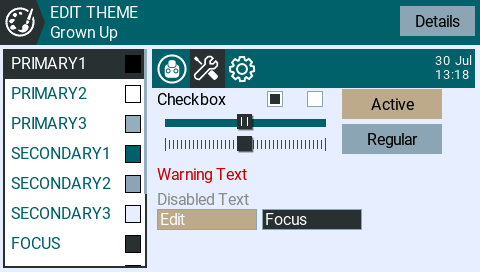 EDIT THEME
Grown Up
Details
PRIMARY1
PRIMARY2
PRIMARY3
SECONDARY1
SECONDARY2
SECONDARY3
FOCUS
30 Jul
13:18
Checkbox
Active
Regular
Warning Text
Disabled Text
Edit
Focus